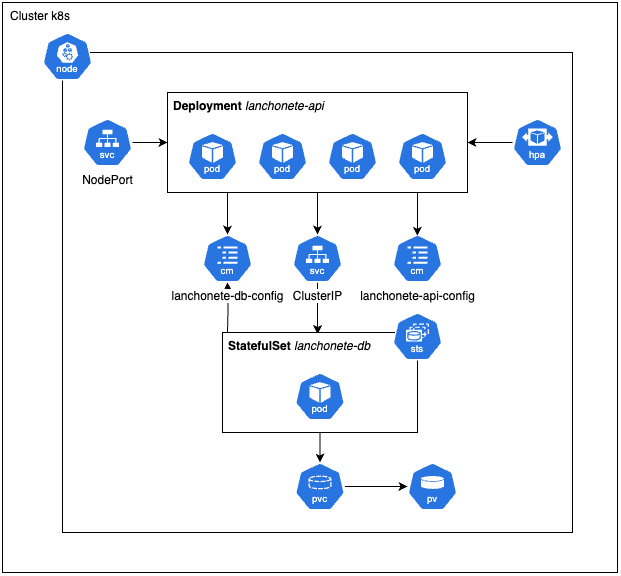 Cluster k8s
node
Deployment lanchonete-api
svc
pod
pod
pod
pod
hpa
NodePort
cm
svc
cm
lanchonete-db-config
ClusterIP
lanchonete-api-config
StatefulSet lanchonete-db
sts
pod
pvc
pv